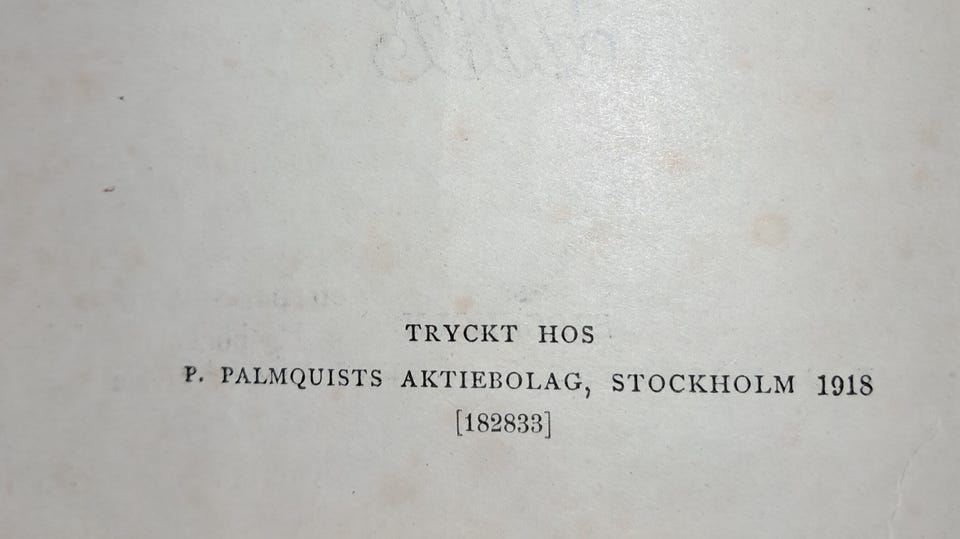 TRYCKT HOS
P. PALMQUISTS AKTIEBOLAG, STOCKHOLM 1918
[182833]